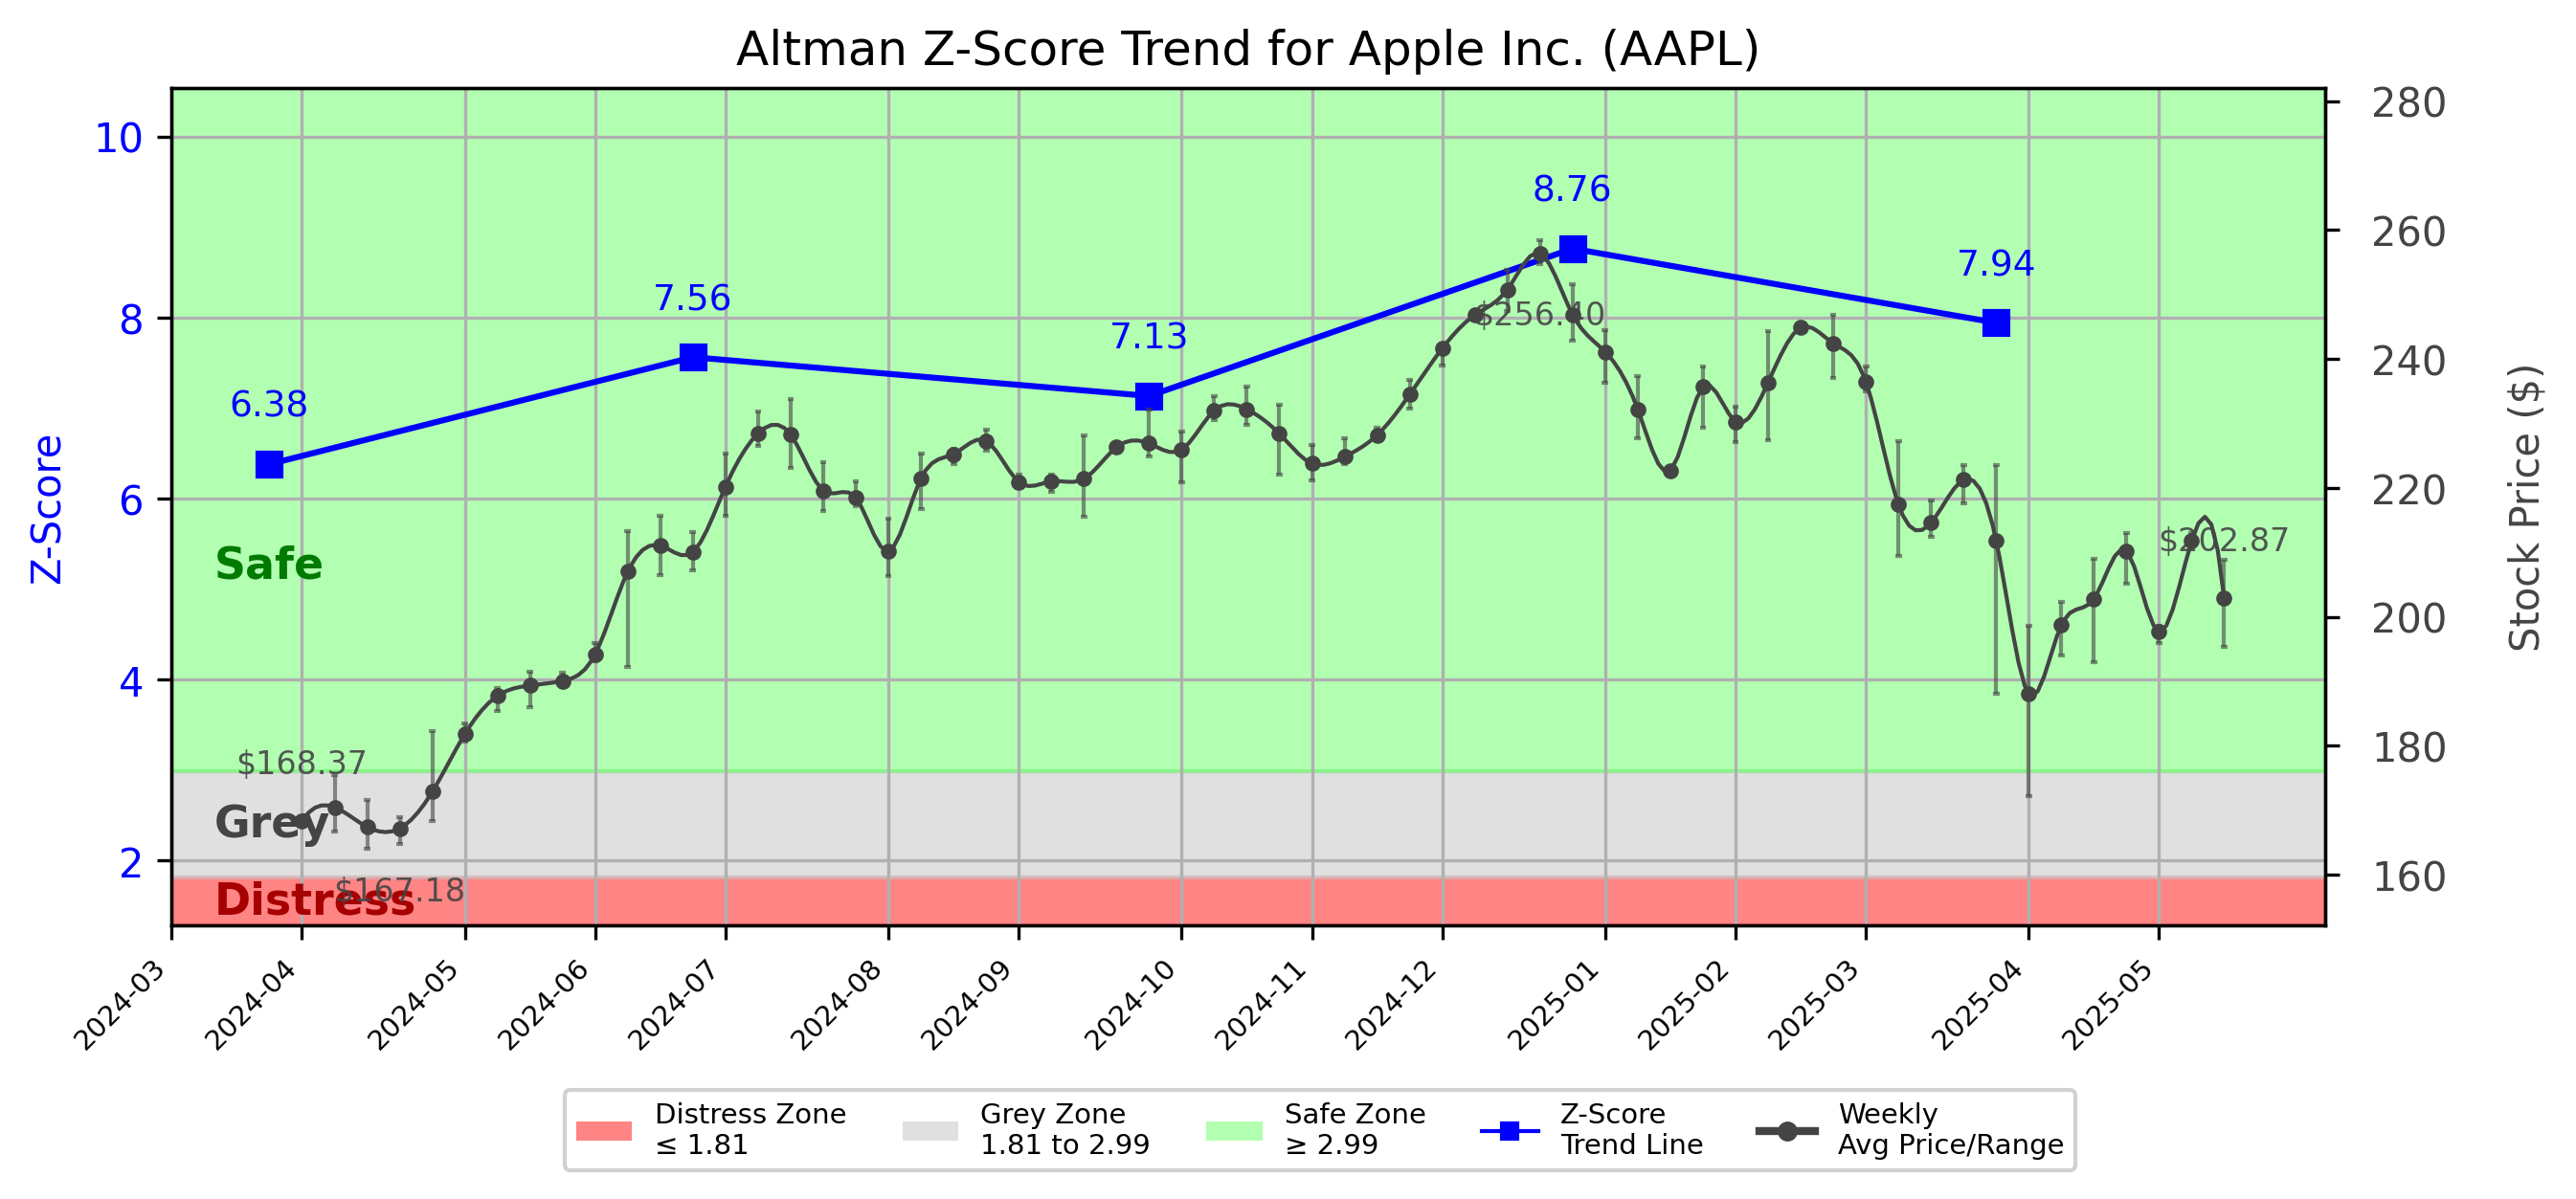 Altman Z-Score Trend for Apple Inc. (AAPL)
Z-Score
10
8
6
4
2
280
260
240
220
200
180
160
Stock Price ($)
6.38
7.56
7.13
8.76
7.94
$256.40
$202.87
$168.37
$167.18
Safe
Grey
Distress
2024-03
2024-04
2024-05
2024-06
2024-07
2024-08
2024-09
2024-10
2024-11
2024-12
2025-01
2025-02
2025-03
2025-04
2025-05
Distress Zone
≤ 1.81
Grey Zone
1.81 to 2.99
Safe Zone
≥ 2.99
Z-Score
Trend Line
Weekly
Avg Price/Range